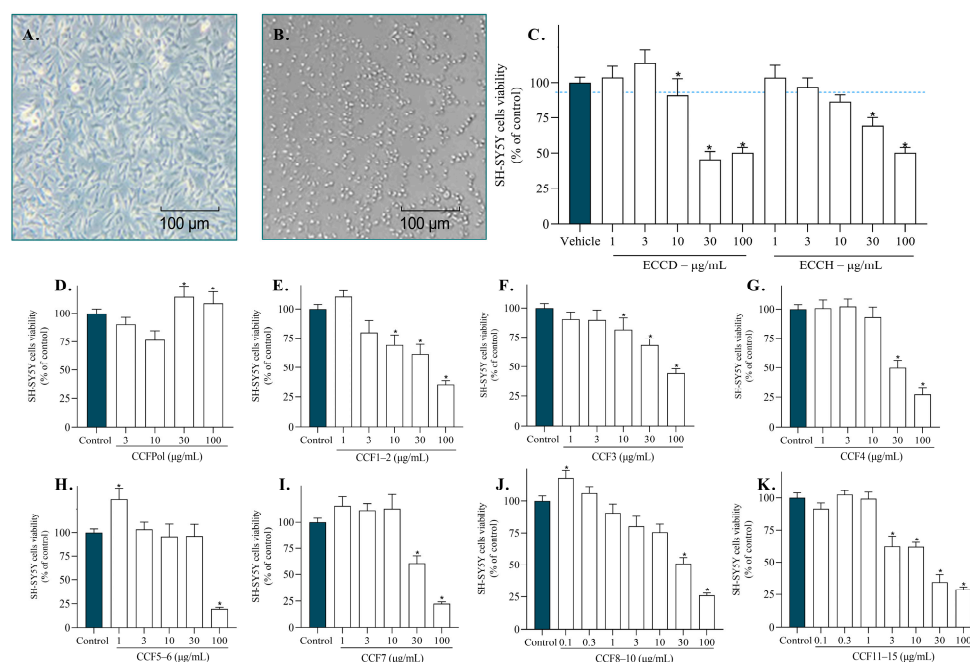 A.
100 µm
B.
100 µm
C.
SH-SY5Y cells viability
(% of control)
100
75
50
25
0
Vehicle 1 3 10 30 100 1 3 10 30 100
ECCD – µg/mL ECCH – µg/mL
D.
SH-SY5Y cells viability
(% of control)
100
75
50
25
0
Control 3 10 30 100
CCFPol (µg/mL)
E.
SH-SY5Y cells viability
(% of control)
100
75
50
25
0
Control 1 3 10 30 100
CCF1–2 (µg/mL)
F.
SH-SY5Y cells viability
(% of control)
100
75
50
25
0
Control 1 3 10 30 100
CCF3 (µg/mL)
G.
SH-SY5Y cells viability
(% of control)
100
75
50
25
0
Control 1 3 10 30 100
CCF4 (µg/mL)
H.
SH-SY5Y cells viability
(% of control)
100
75
50
25
Control 1 3 10 30 100
CCF5–6 (µg/mL)
I.
SH-SY5Y cells viability
(% of control)
100
75
50
25
0
Control 1 3 10 30 100
CCF7 (µg/mL)
J.
SH-SY5Y cells viability
(% of control)
100
75
50
25
0
Control 0.1 0.3 1 3 10 30 100
CCF8–10 (µg/mL)
K.
SH-SY5Y cells viability
(% of control)
100
75
50
25
0
Control 0.1 0.3 1 3 10 30 100
CCF11–15 (µg/mL)